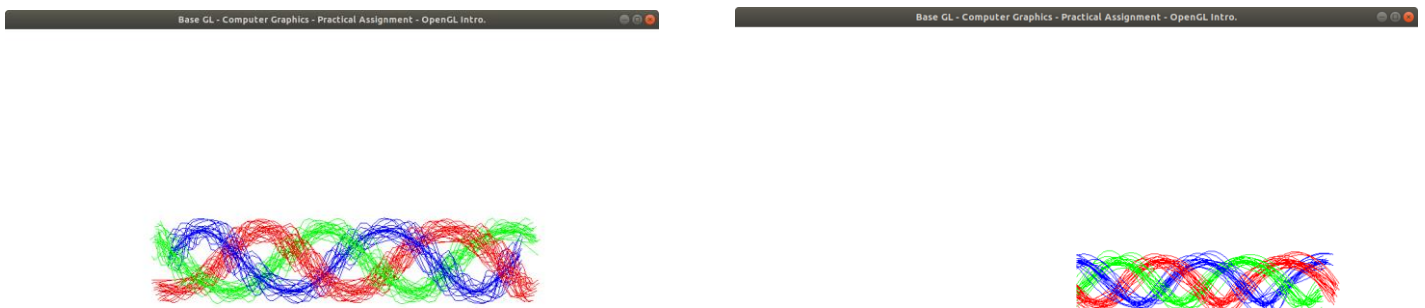 Base GL - Computer Graphics - Practical Assignment - OpenGL Intro.
Base GL - Computer Graphics - Practical Assignment - OpenGL Intro.